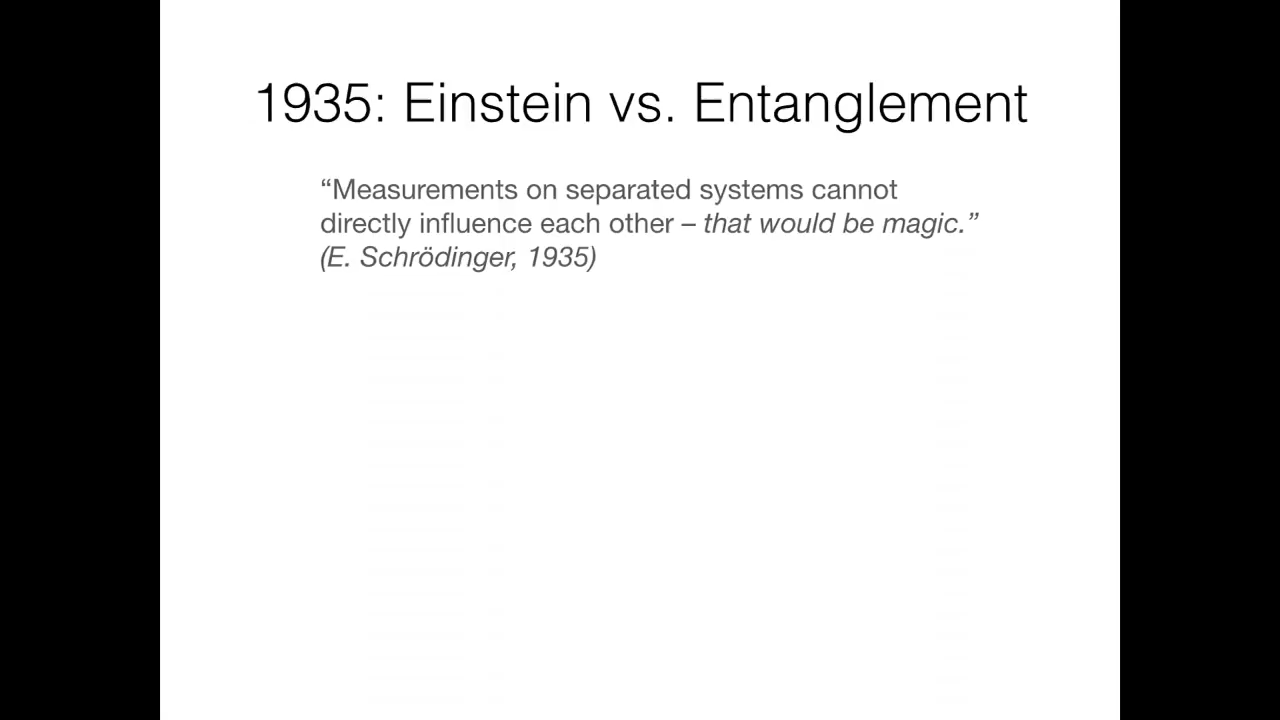 1935: Einstein vs. Entanglement
“Measurements on separated systems cannot
directly influence each other – that would be magic.”
(E. Schrödinger, 1935)